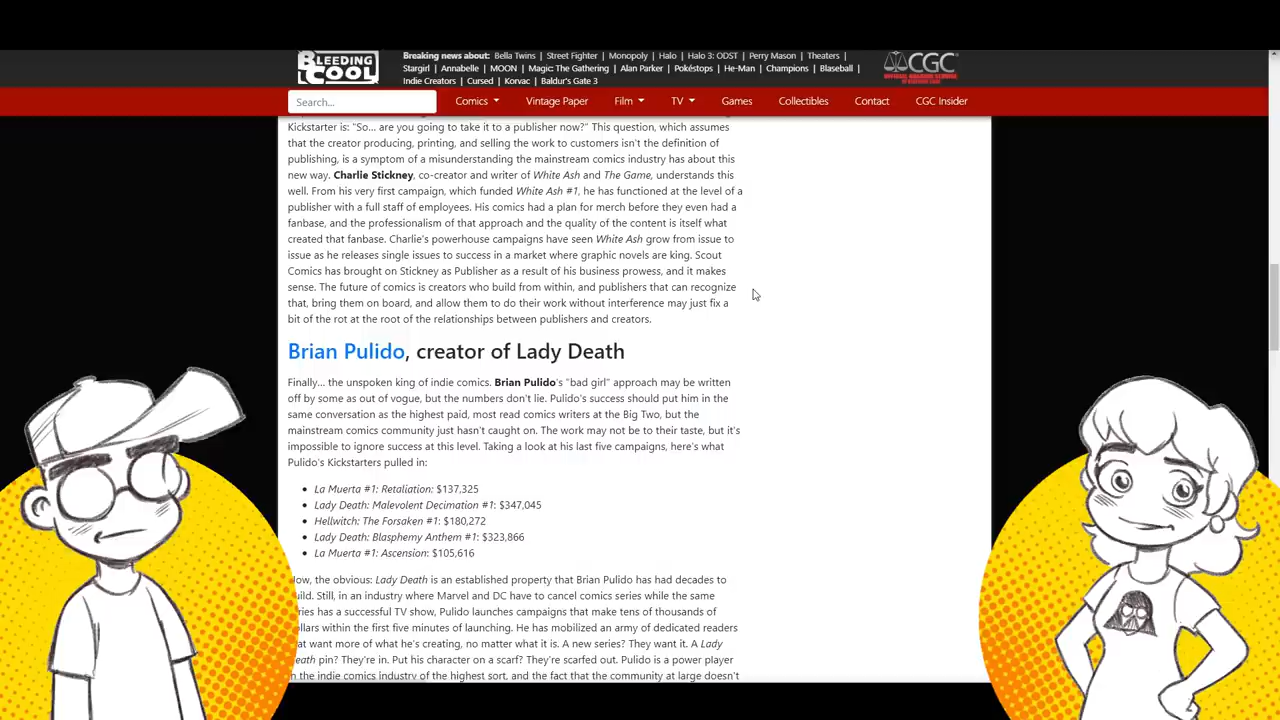 BLEEDING COOL
Breaking news about: Bella Twins | Street Fighter | Monopoly | Halo | Halo 3: ODST | Perry Mason | Theaters |
Stargirl | Annabelle | MOON | Magic: The Gathering | Alan Parker | Pokéstops | He-Man | Champions | Blaseball |
Indie Creators | Cursed | Korvac | Baldur's Gate 3
CGC
Search...
Comics
Vintage Paper
Film
TV
Games
Collectibles
Contact
CGC Insider
Kickstarter is: "So... are you going to take it to a publisher now?" This question, which assumes
that the creator producing, printing, and selling the work to customers isn't the definition of
publishing, is a symptom of a misunderstanding the mainstream comics industry has about this
new way. Charlie Stickney, co-creator and writer of White Ash and The Game, understands this
well. From his very first campaign, which funded White Ash #1, he has functioned at the level of a
publisher with a full staff of employees. His comics had a plan for merch before they even had a
fanbase, and the professionalism of that approach and the quality of the content is itself what
created that fanbase. Charlie's powerhouse campaigns have seen White Ash grow from issue to
issue as he releases single issues to success in a market where graphic novels are king. Scout
Comics has brought on Stickney as Publisher as a result of his business prowess, and it makes
sense. The future of comics is creators who build from within, and publishers that can recognize
that, bring them on board, and allow them to do their work without interference may just fix a
bit of the rot at the root of the relationships between publishers and creators.
Brian Pulido, creator of Lady Death
Finally... the unspoken king of indie comics. Brian Pulido's "bad girl" approach may be written
off by some as out of vogue, but the numbers don't lie. Pulido's success should put him in the
same conversation as the highest paid, most read comics writers at the Big Two, but the
mainstream comics community just hasn't caught on. The work may not be to their taste, but it's
impossible to ignore success at this level. Taking a look at his last five campaigns, here's what
Pulido's Kickstarters pulled in:
• La Muerta #1: Retaliation: $137,325
• Lady Death: Malevolent Decimation #1: $347,045
• Hellwitch: The Forsaken #1: $180,272
• Lady Death: Blasphemy Anthem #1: $323,866
• La Muerta #1: Ascension: $105,616
ow, the obvious: Lady Death is an established property that Brian Pulido has had decades to
uild. Still, in an industry where Marvel and DC have to cancel comics series while the same
ries has a successful TV show, Pulido launches campaigns that make tens of thousands of
ollars within the first five minutes of launching. He has mobilized an army of dedicated readers
at want more of what he's creating, no matter what it is. A new series? They want it. A Lady
eath pin? They're in. Put his character on a scarf? They're scarfed out. Pulido is a power player
n the indie comics industry of the highest sort, and the fact that the community at large doesn't